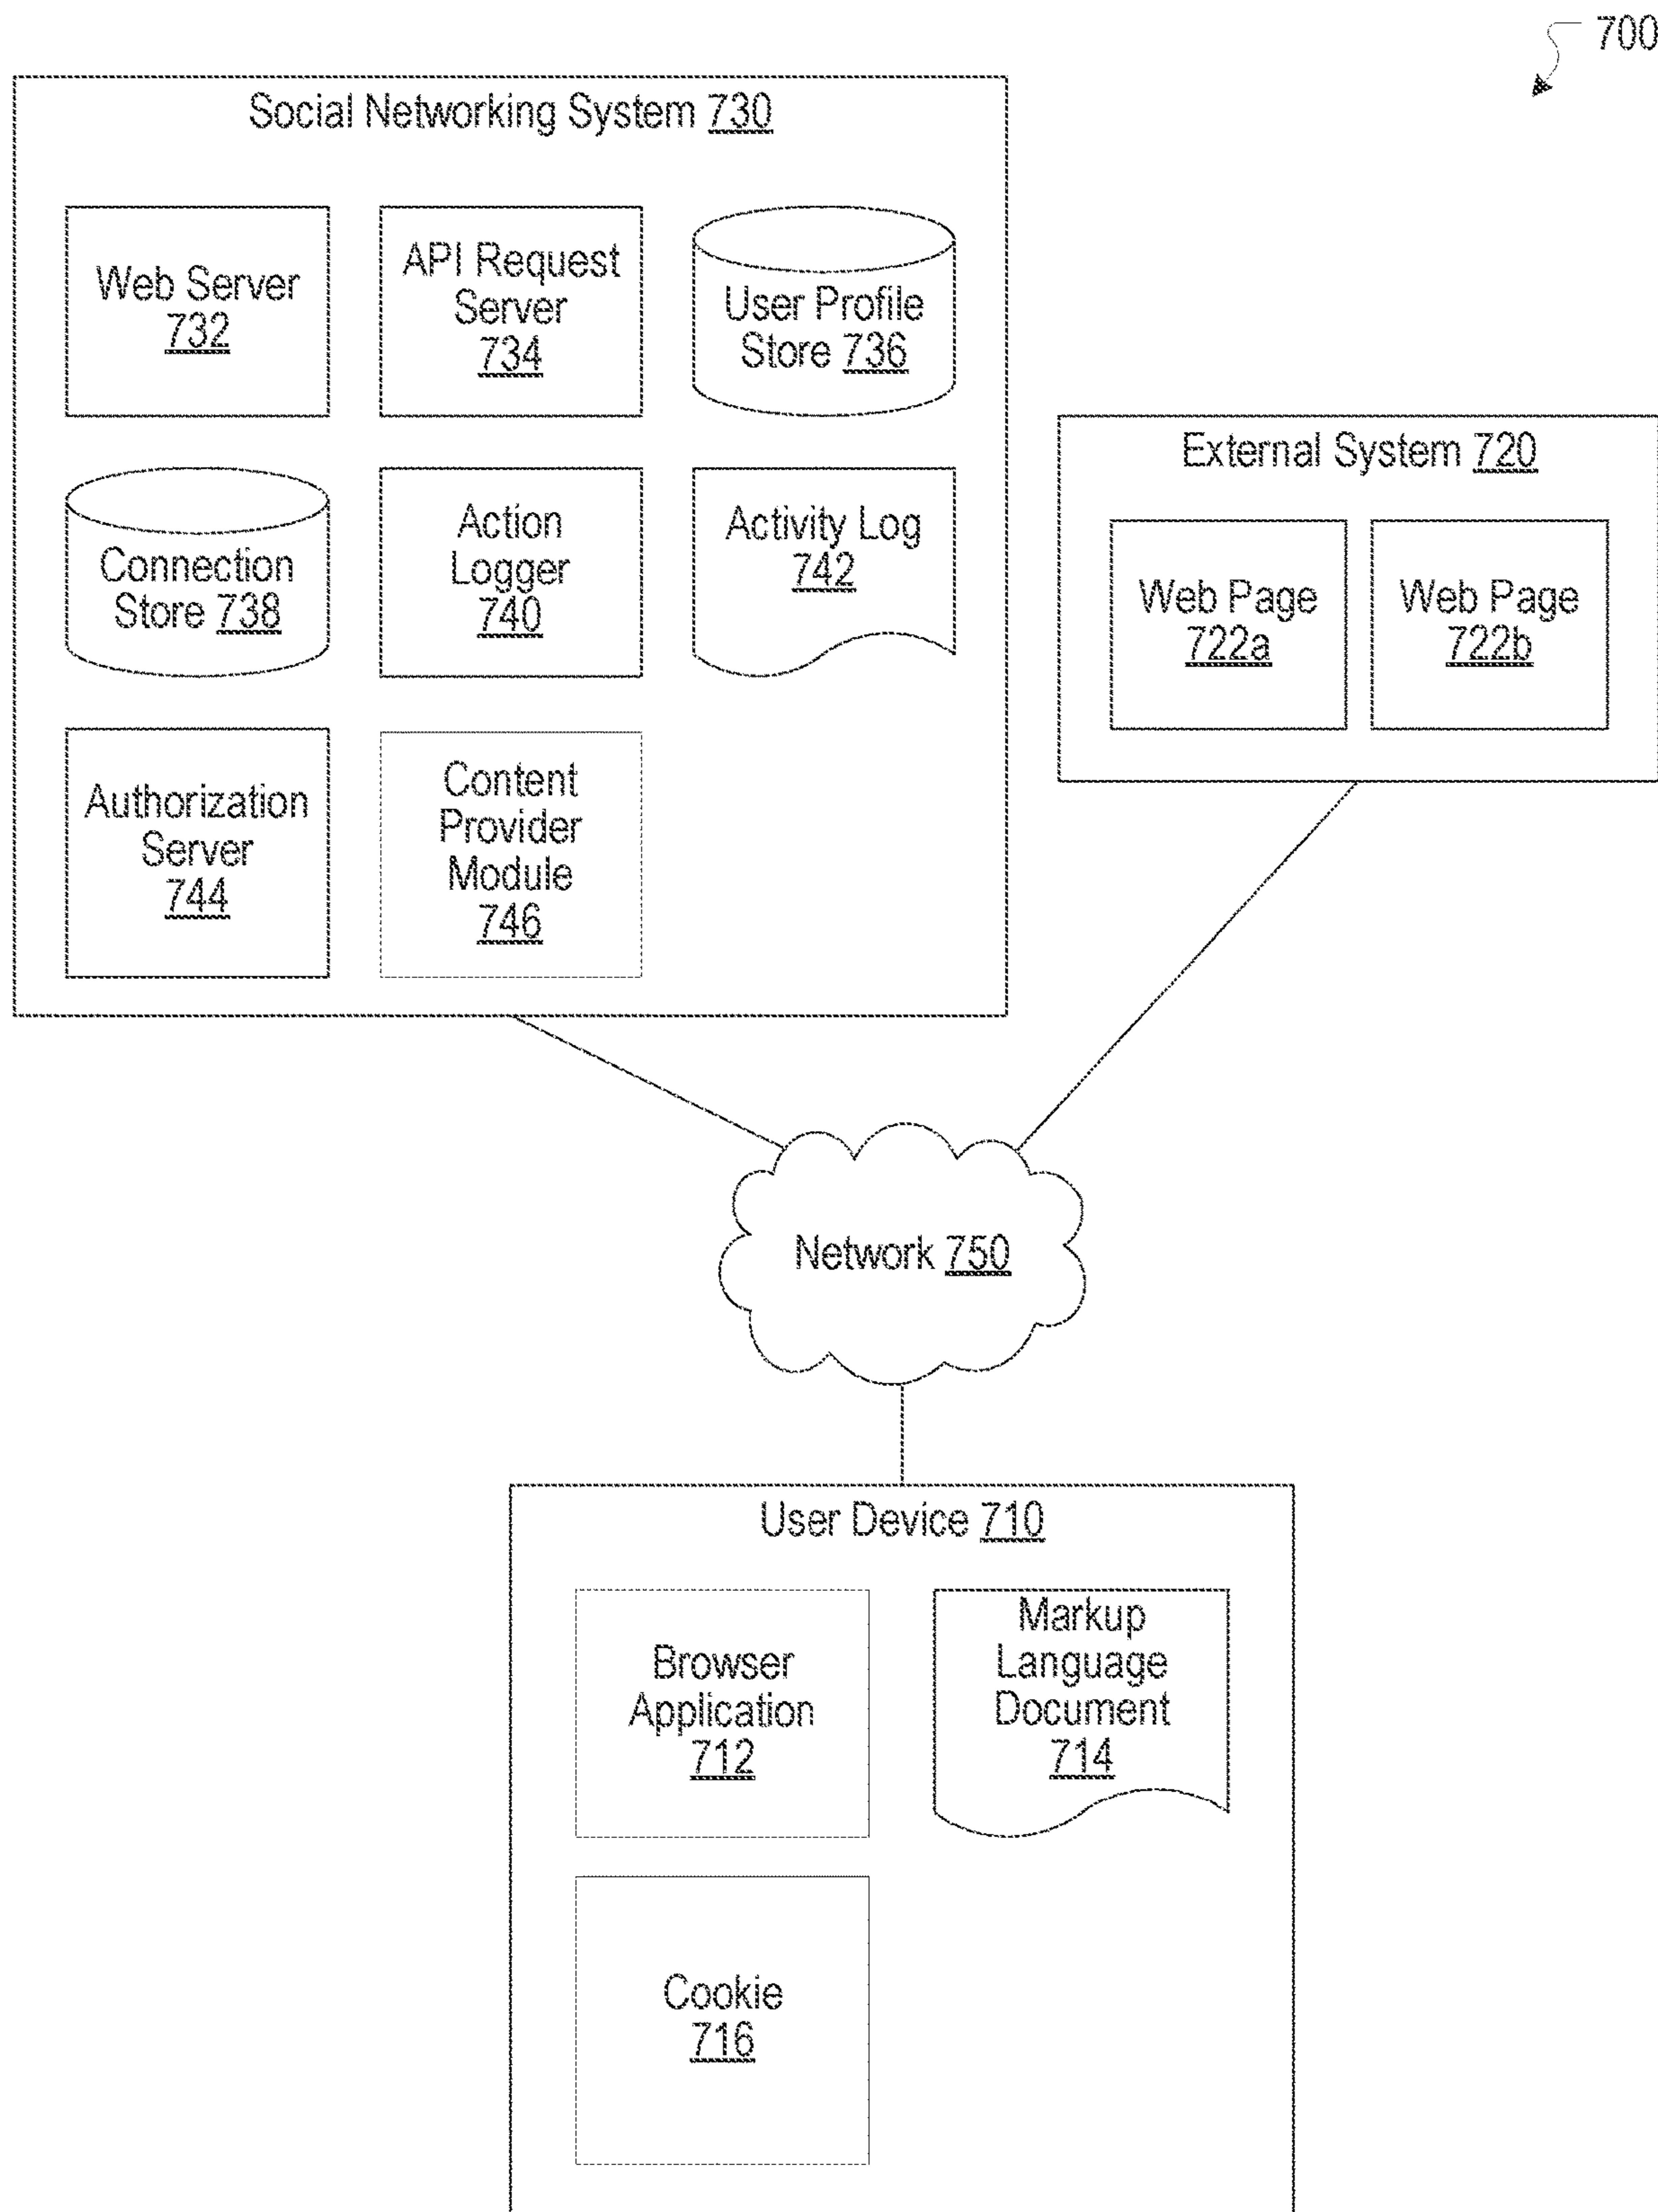 700
Social Networking System 730
Web Server
732
API Request
Server
734
User Profile
Store 736
Connection
Store 738
Action
Logger
740
Activity Log
742
Authorization
Server
744
Content
Provider
Module
746
External System 720
Web Page
722a
Web Page
722b
Network 750
User Device 710
Browser
Application
712
Markup
Language
Document
714
Cookie
716